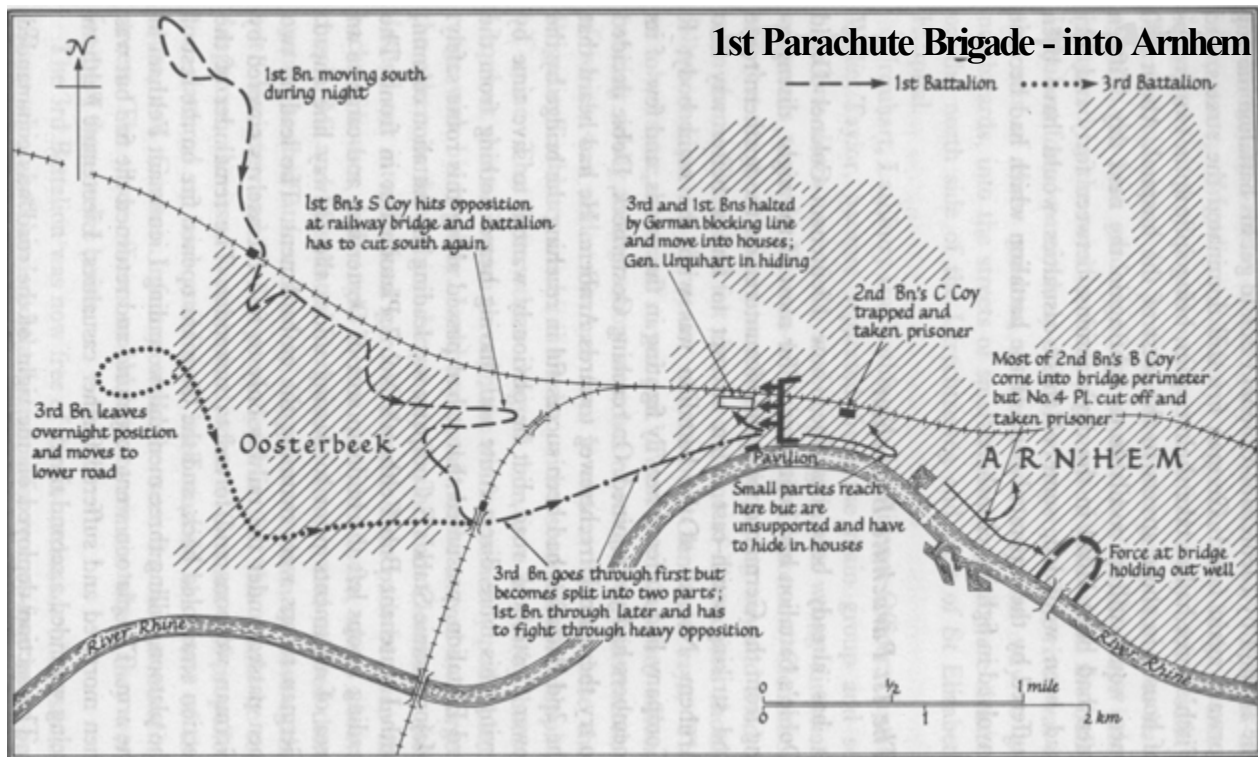 1st Parachute Brigade - into Arnhem
1st Battalion
3rd Battalion
N
1st Bn moving south
during night
1st Bn's S Coy hits opposition
at railway bridge and battalion
has to cut south again
3rd and 1st Bns halted
by German blocking line
and move into houses;
Gen. Urquhart in hiding
2nd Bn's C Coy
trapped and
taken prisoner
Most of 2nd Bn's B Coy
come into bridge perimeter
but No. 4 Pl. cut off and
taken prisoner
3rd Bn leaves
overnight position
and moves to
lower road
Oosterbeek
ARNHEM
Pavilion
Small parties reach
here but are
unsupported and have
to hide in houses
Force at bridge
holding out well
3rd Bn goes through first but
becomes split into two parts;
1st Bn through later and has
to fight through heavy opposition
River Rhine
River Rhine
0 1/2 1 mile
0 1 2 km